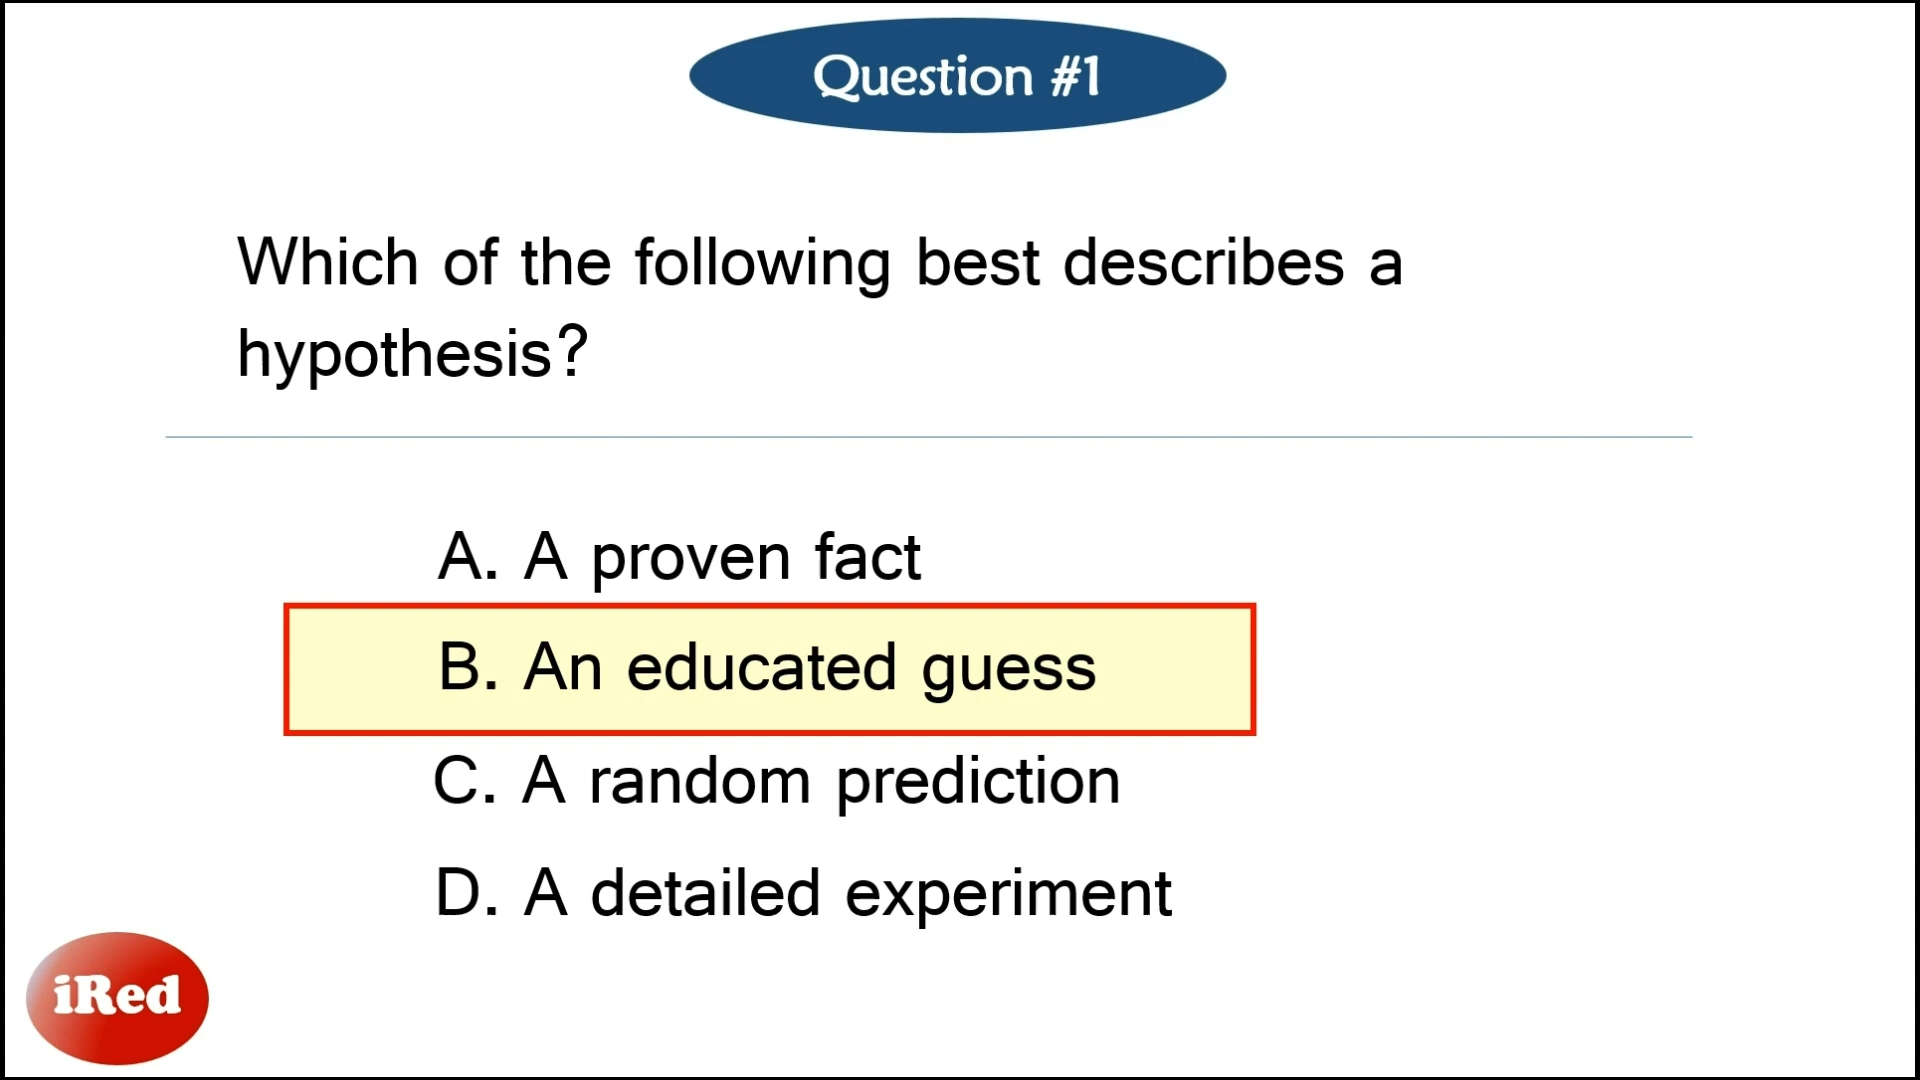 Question #1
Which of the following best describes a
hypothesis?
A. A proven fact
B. An educated guess
C. A random prediction
D. A detailed experiment
iRed